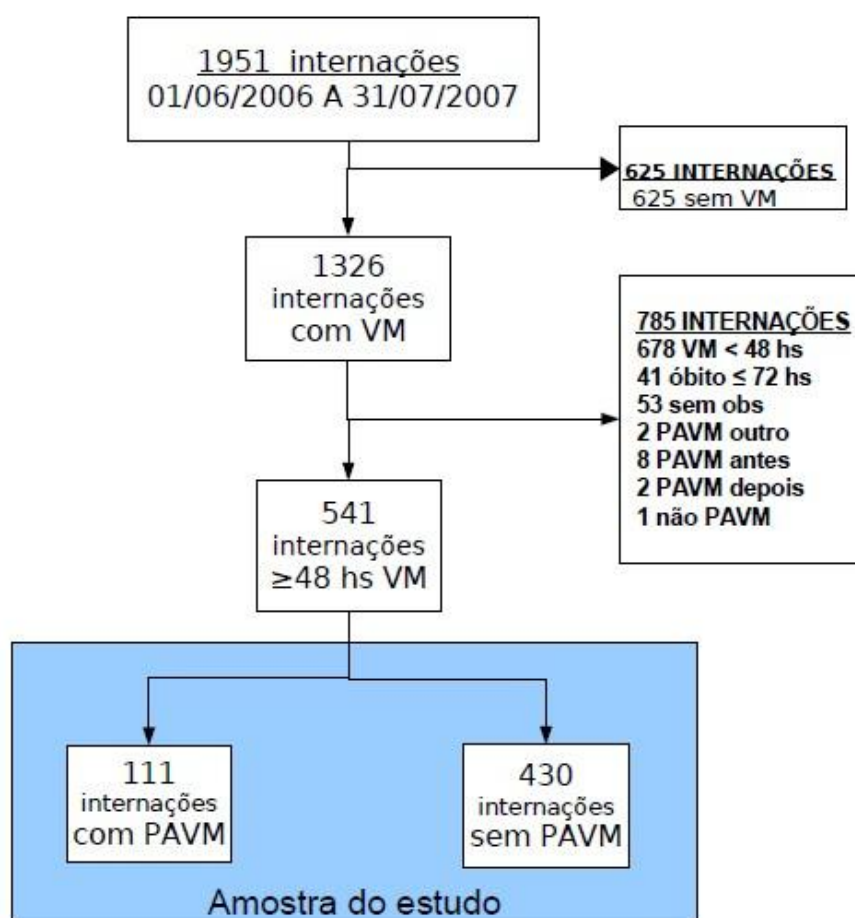 1951 internações
01/06/2006 A 31/07/2007
625 INTERNAÇÕES
625 sem VM
1326
internações
com VM
785 INTERNAÇÕES
678 VM < 48 hs
41 óbito ≤ 72 hs
53 sem obs
2 PAVM outro
8 PAVM antes
2 PAVM depois
1 não PAVM
541
internações
≥48 hs VM
111
internações
com PAVM
430
internações
sem PAVM
Amostra do estudo